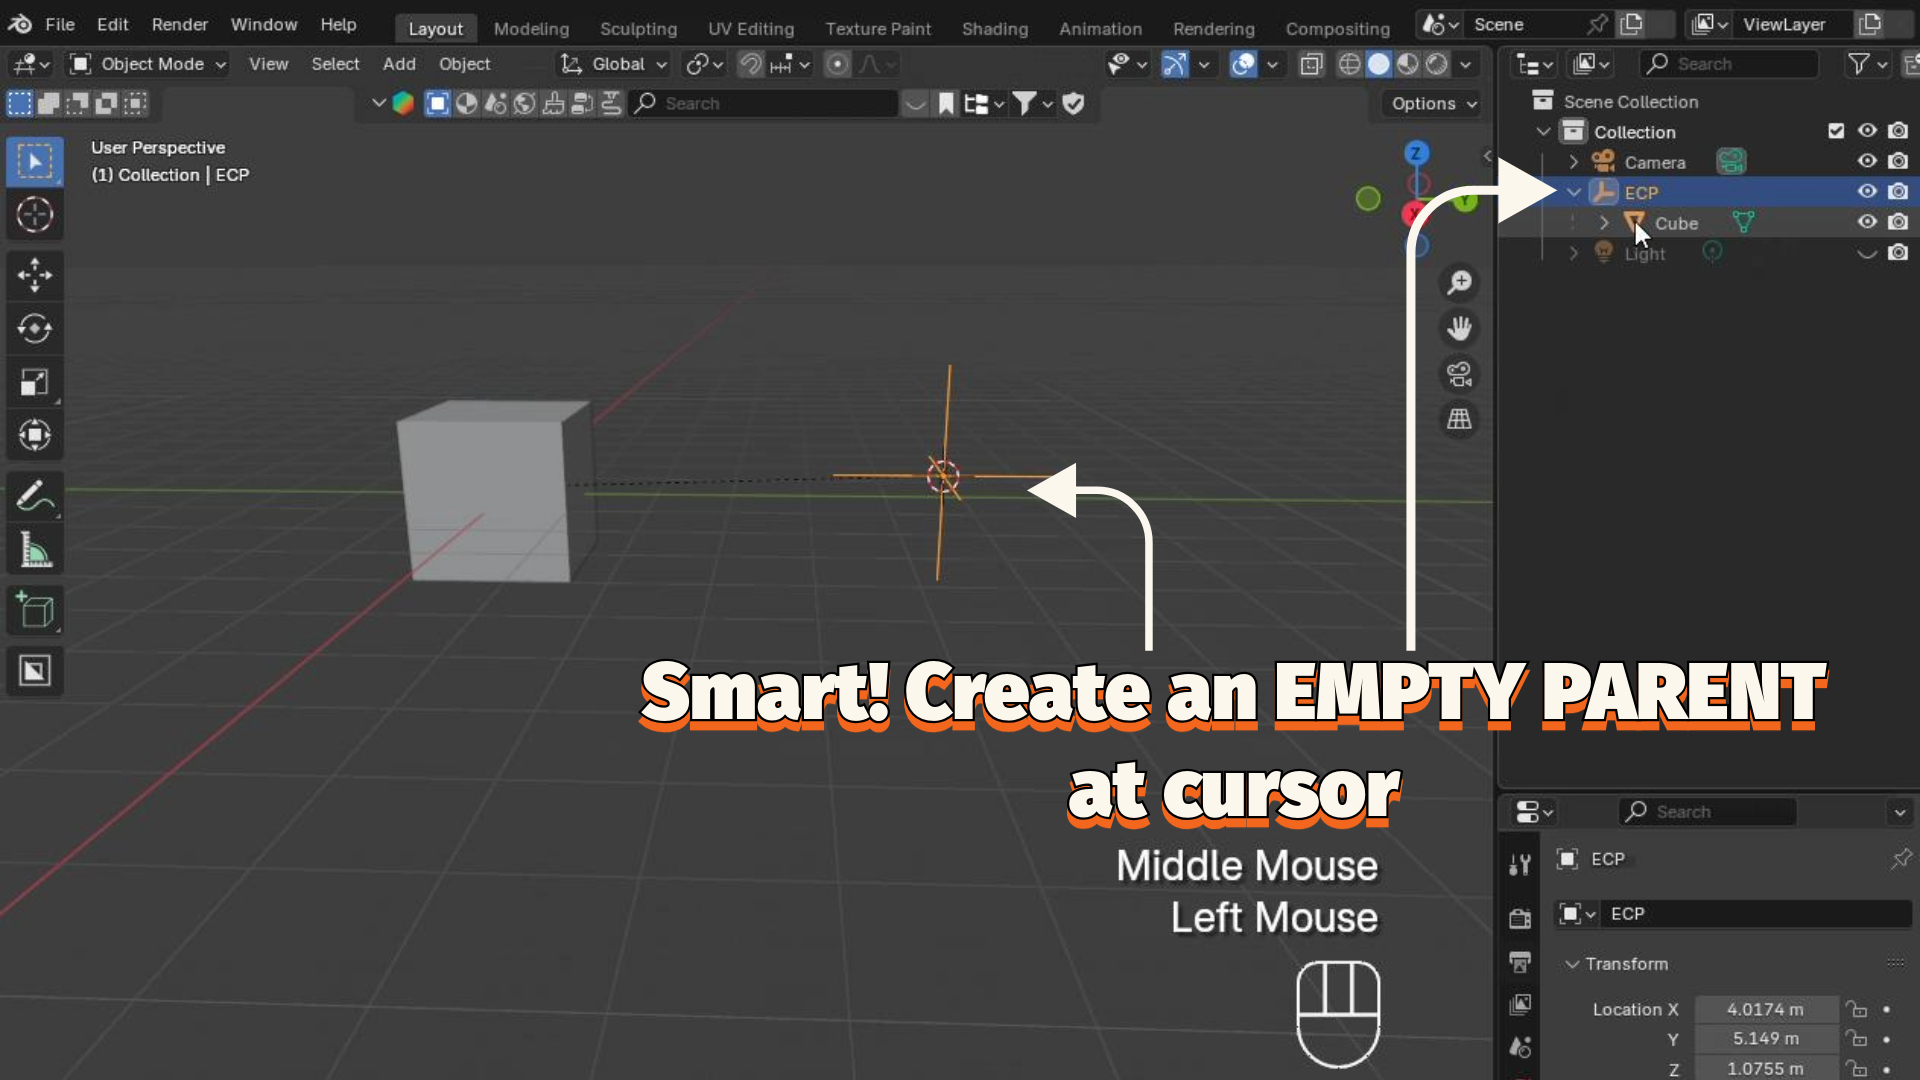 File Edit Render Window Help
Layout Modeling Sculpting UV Editing Texture Paint Shading Animation Rendering Compositing
Scene
ViewLayer
Object Mode View Select Add Object
Global
Search
Search
Options
User Perspective
(1) Collection | ECP
Z
Y
X
Scene Collection
Collection
Camera
ECP
Cube
Light
Smart! Create an EMPTY PARENT
at cursor
Middle Mouse
Left Mouse
Search
ECP
ECP
Transform
Location X 4.0174 m
Y 5.149 m
Z 1.0755 m